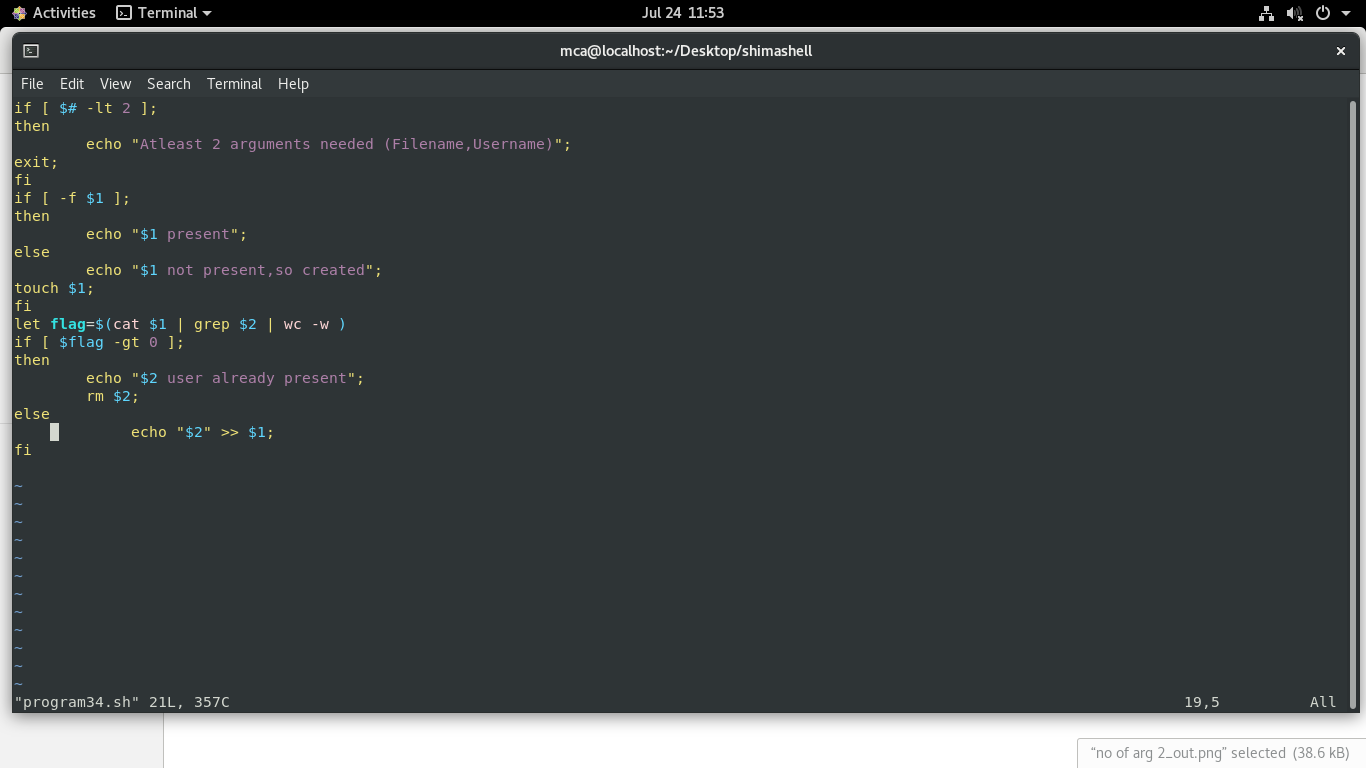 Activities Terminal Jul 24 11:53
mca@localhost:~/Desktop/shimashell
File Edit View Search Terminal Help
if [ $# -lt 2 ];
then
        echo "Atleast 2 arguments needed (Filename,Username)";
exit;
fi
if [ -f $1 ];
then
        echo "$1 present";
else
        echo "$1 not present,so created";
touch $1;
fi
let flag=$(cat $1 | grep $2 | wc -w )
if [ $flag -gt 0 ];
then
        echo "$2 user already present";
        rm $2;
else
             echo "$2" >> $1;
fi
~
~
~
~
~
~
~
~
~
~
~
~
"program34.sh" 21L, 357C 19,5 All
“no of arg 2_out.png” selected (38.6 kB)